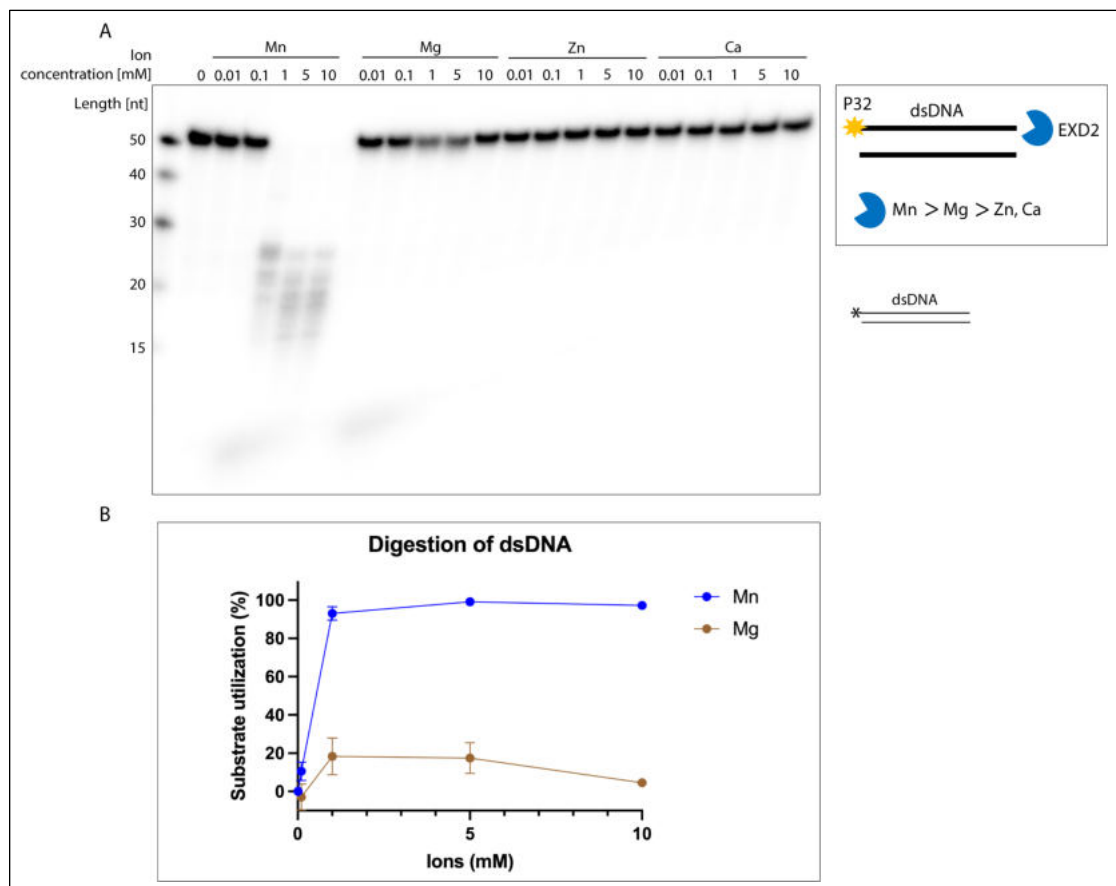 A
Ion
concentration [mM]
Mn Mg Zn Ca
0 0.01 0.1 1 5 10 0.01 0.1 1 5 10 0.01 0.1 1 5 10 0.01 0.1 1 5 10
Length [nt]
50
40
30
20
15
P32
dsDNA
EXD2
Mn > Mg > Zn, Ca
* dsDNA
B
Digestion of dsDNA
Substrate utilization (%)
100
80
60
40
20
0
0 5 10
Ions (mM)
Mn
Mg